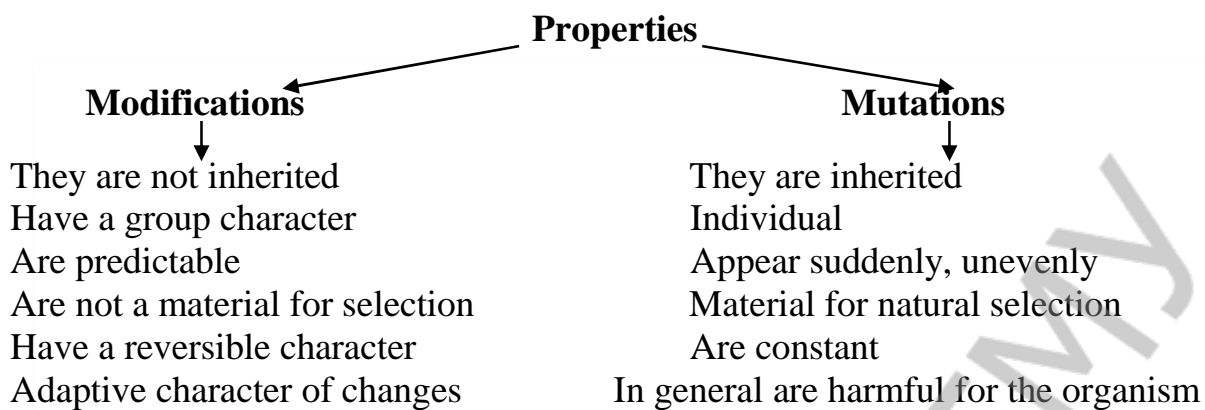 Properties
Modifications Mutations
They are not inherited They are inherited
Have a group character Individual
Are predictable Appear suddenly, unevenly
Are not a material for selection Material for natural selection
Have a reversible character Are constant
Adaptive character of changes In general are harmful for the organism